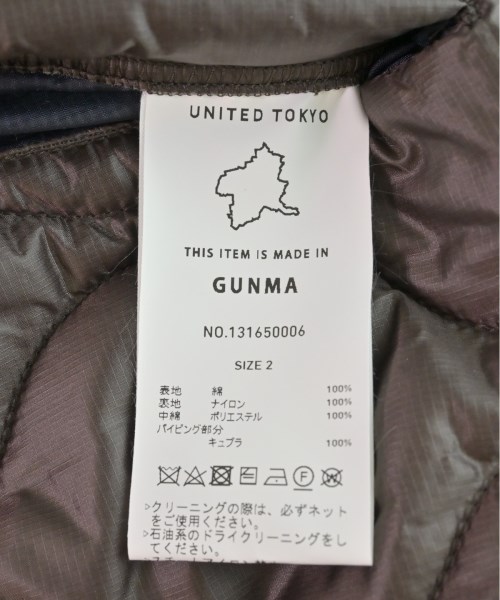 UNITED TOKYO
THIS ITEM IS MADE IN
GUNMA
NO.131650006
SIZE 2
表地 綿 100%
裏地 ナイロン 100%
中綿 ポリエステル 100%
パイピング部分
キュプラ 100%
F W
>クリーニングの際は、必ずネット
をご使用ください。
>石油系のドライクリーニングをし
てください。